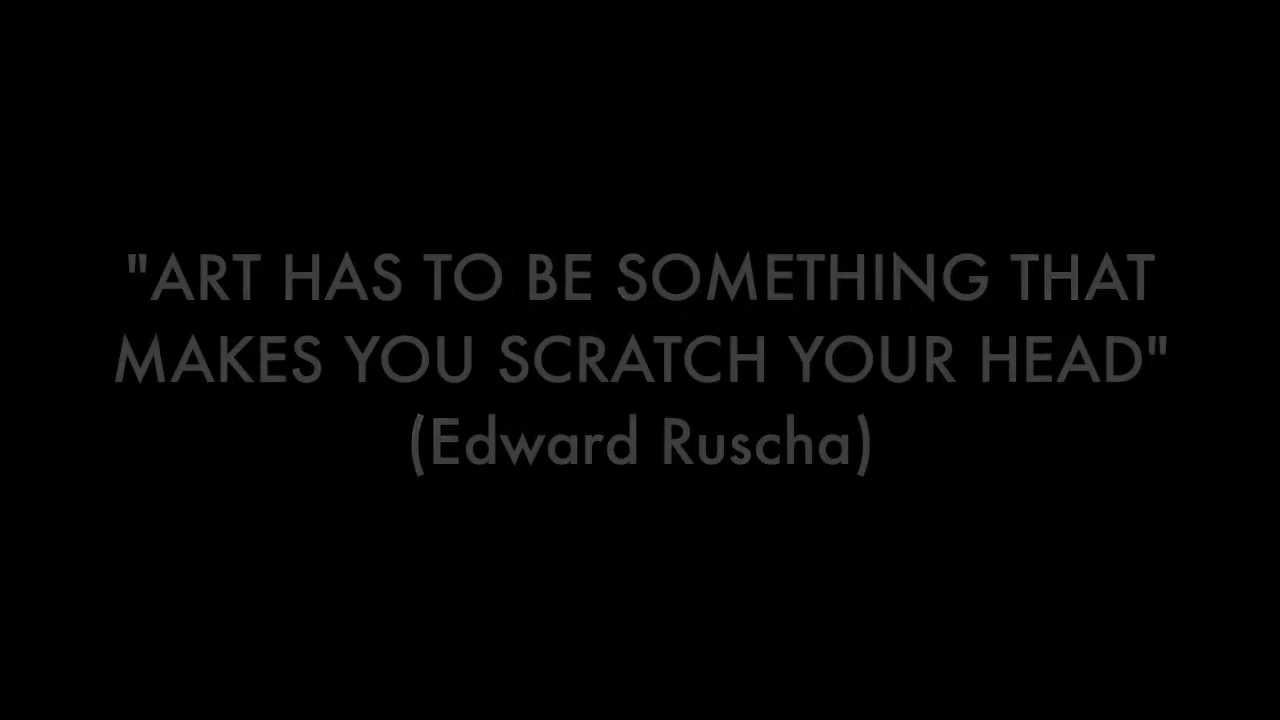 "ART HAS TO BE SOMETHING THAT
MAKES YOU SCRATCH YOUR HEAD"
(Edward Ruscha)